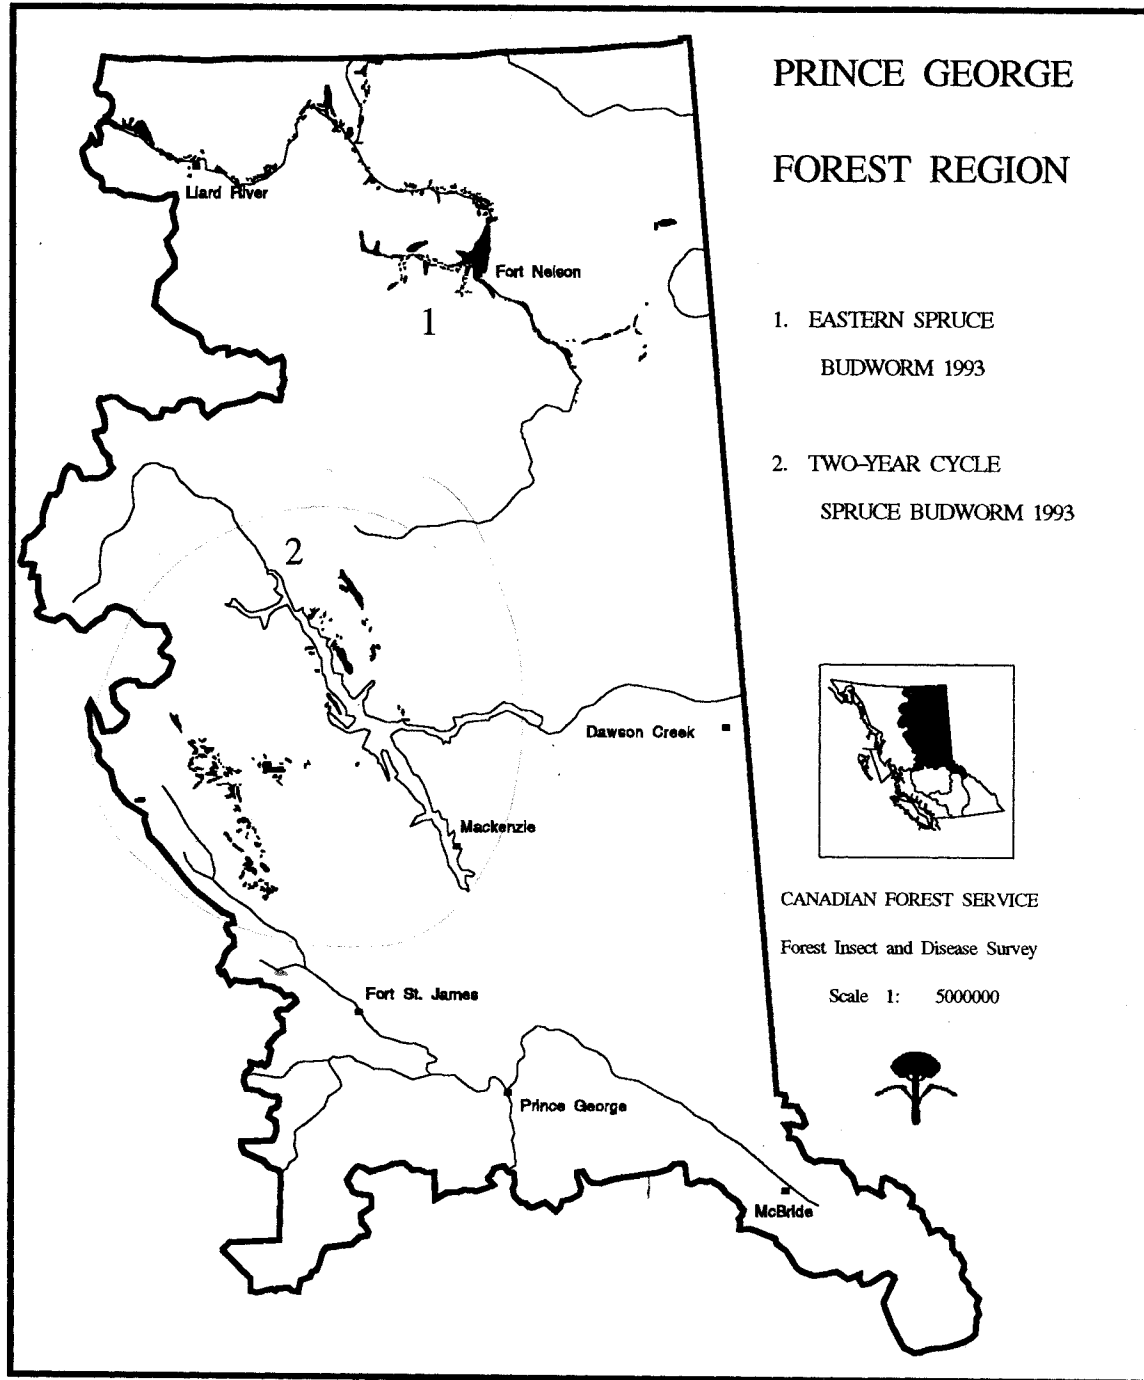 PRINCE GEORGE
FOREST REGION
Liard River
Fort Nelson
1
1. EASTERN SPRUCE
BUDWORM 1993
2. TWO-YEAR CYCLE
SPRUCE BUDWORM 1993
2
Dawson Creek
Mackenzie
CANADIAN FOREST SERVICE
Forest Insect and Disease Survey
Scale 1: 5000000
Fort St. James
Prince George
McBride